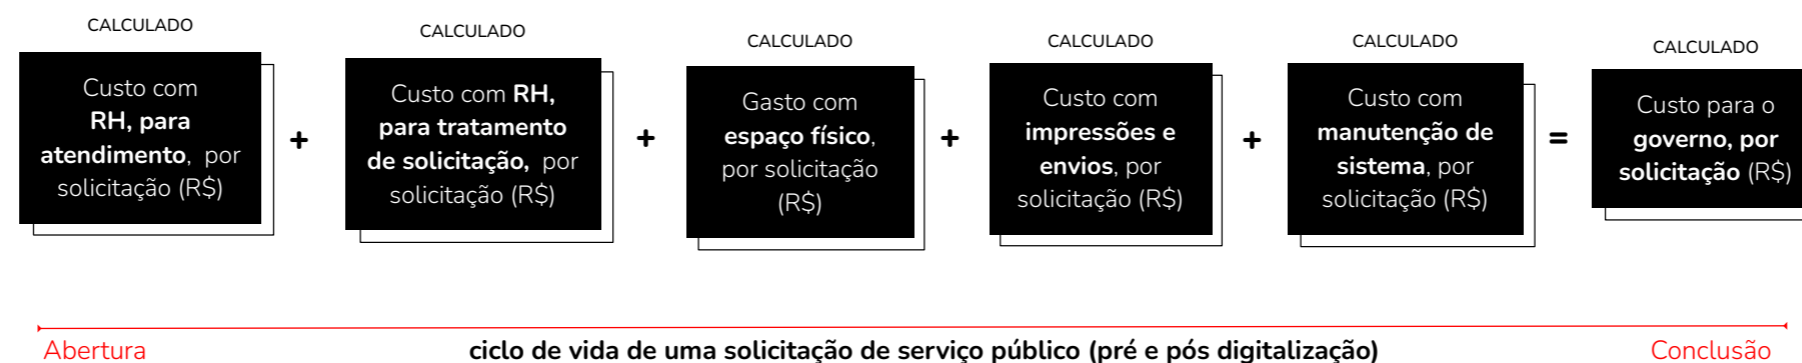 CALCULADO
Custo com
RH, para
atendimento, por
solicitação (R$)
+
CALCULADO
Custo com RH,
para tratamento
de solicitação, por
solicitação (R$)
+
CALCULADO
Gasto com
espaço físico,
por solicitação
(R$)
+
CALCULADO
Custo com
impressões e
envios, por
solicitação (R$)
+
CALCULADO
Custo com
manutenção de
sistema, por
solicitação (R$)
=
CALCULADO
Custo para o
governo, por
solicitação (R$)
Abertura
ciclo de vida de uma solicitação de serviço público (pré e pós digitalização)
Conclusão